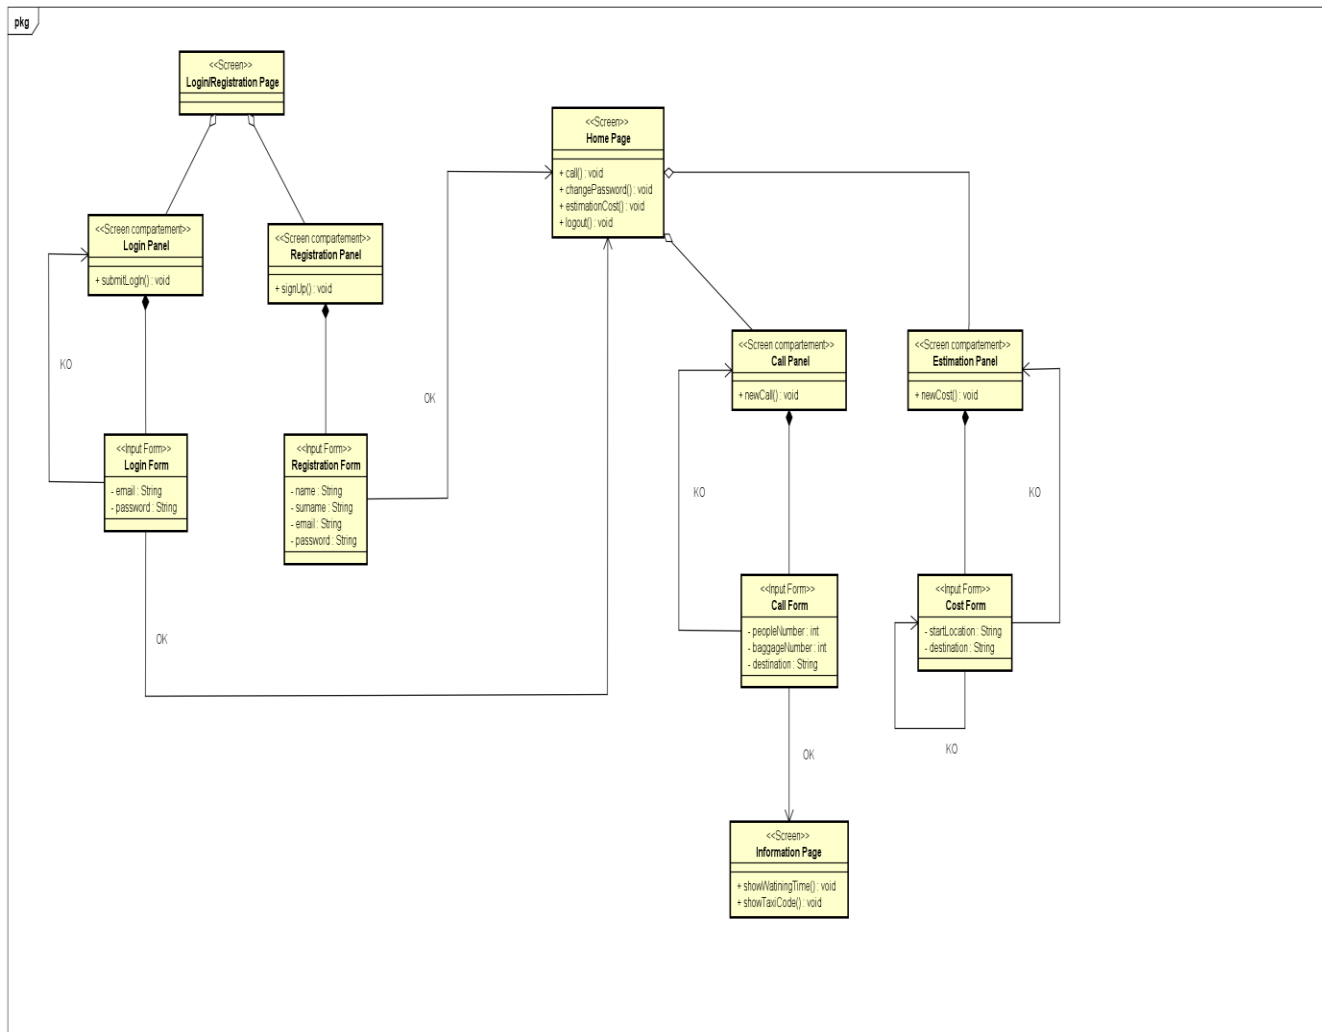 pkg
<<Screen>>
Login/Registration Page
<<Screen>>
Home Page
+ call() : void
+ changePassword() : void
+ estimationCost() : void
+ logout() : void
<<Screen compartement>>
Login Panel
+ submitLogIn() : void
<<Screen compartement>>
Registration Panel
+ signUp() : void
<<Screen compartement>>
Call Panel
+ newCall() : void
<<Screen compartement>>
Estimation Panel
+ newCost() : void
KO
OK
<<Input Form>>
Login Form
- email : String
- password : String
<<Input Form>>
Registration Form
- name : String
- surname : String
- email : String
- password : String
KO
KO
OK
<<Input Form>>
Call Form
- peopleNumber : int
- baggageNumber : int
- destination : String
<<Input Form>>
Cost Form
- startLocation : String
- destination : String
OK
KO
<<Screen>>
Information Page
+ showWatiningTime() : void
+ showTaxiCode() : void